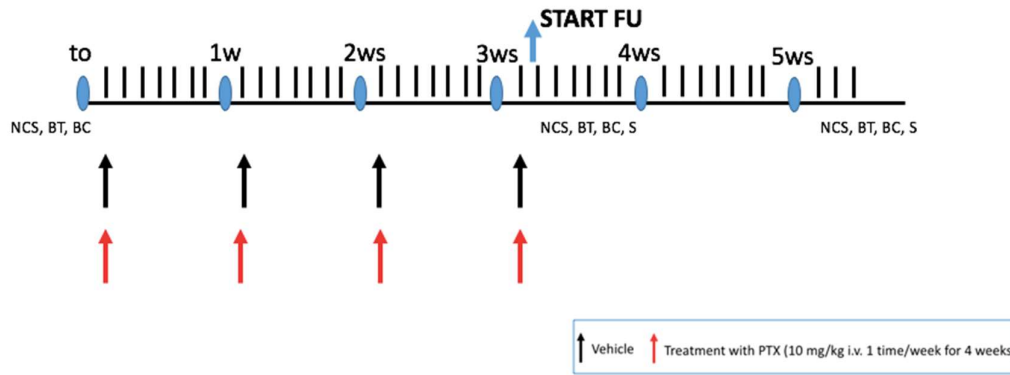 START FU
to 1w 2ws 3ws 4ws 5ws
NCS, BT, BC NCS, BT, BC, S NCS, BT, BC, S
Vehicle Treatment with PTX (10 mg/kg i.v. 1 time/week for 4 weeks